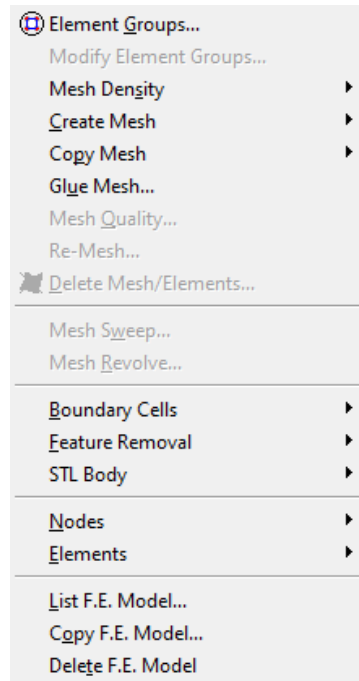 Element Groups...
Modify Element Groups...
Mesh Density
Create Mesh
Copy Mesh
Glue Mesh...
Mesh Quality...
Re-Mesh...
Delete Mesh/Elements...
Mesh Sweep...
Mesh Revolve...
Boundary Cells
Feature Removal
STL Body
Nodes
Elements
List F.E. Model...
Copy F.E. Model...
Delete F.E. Model